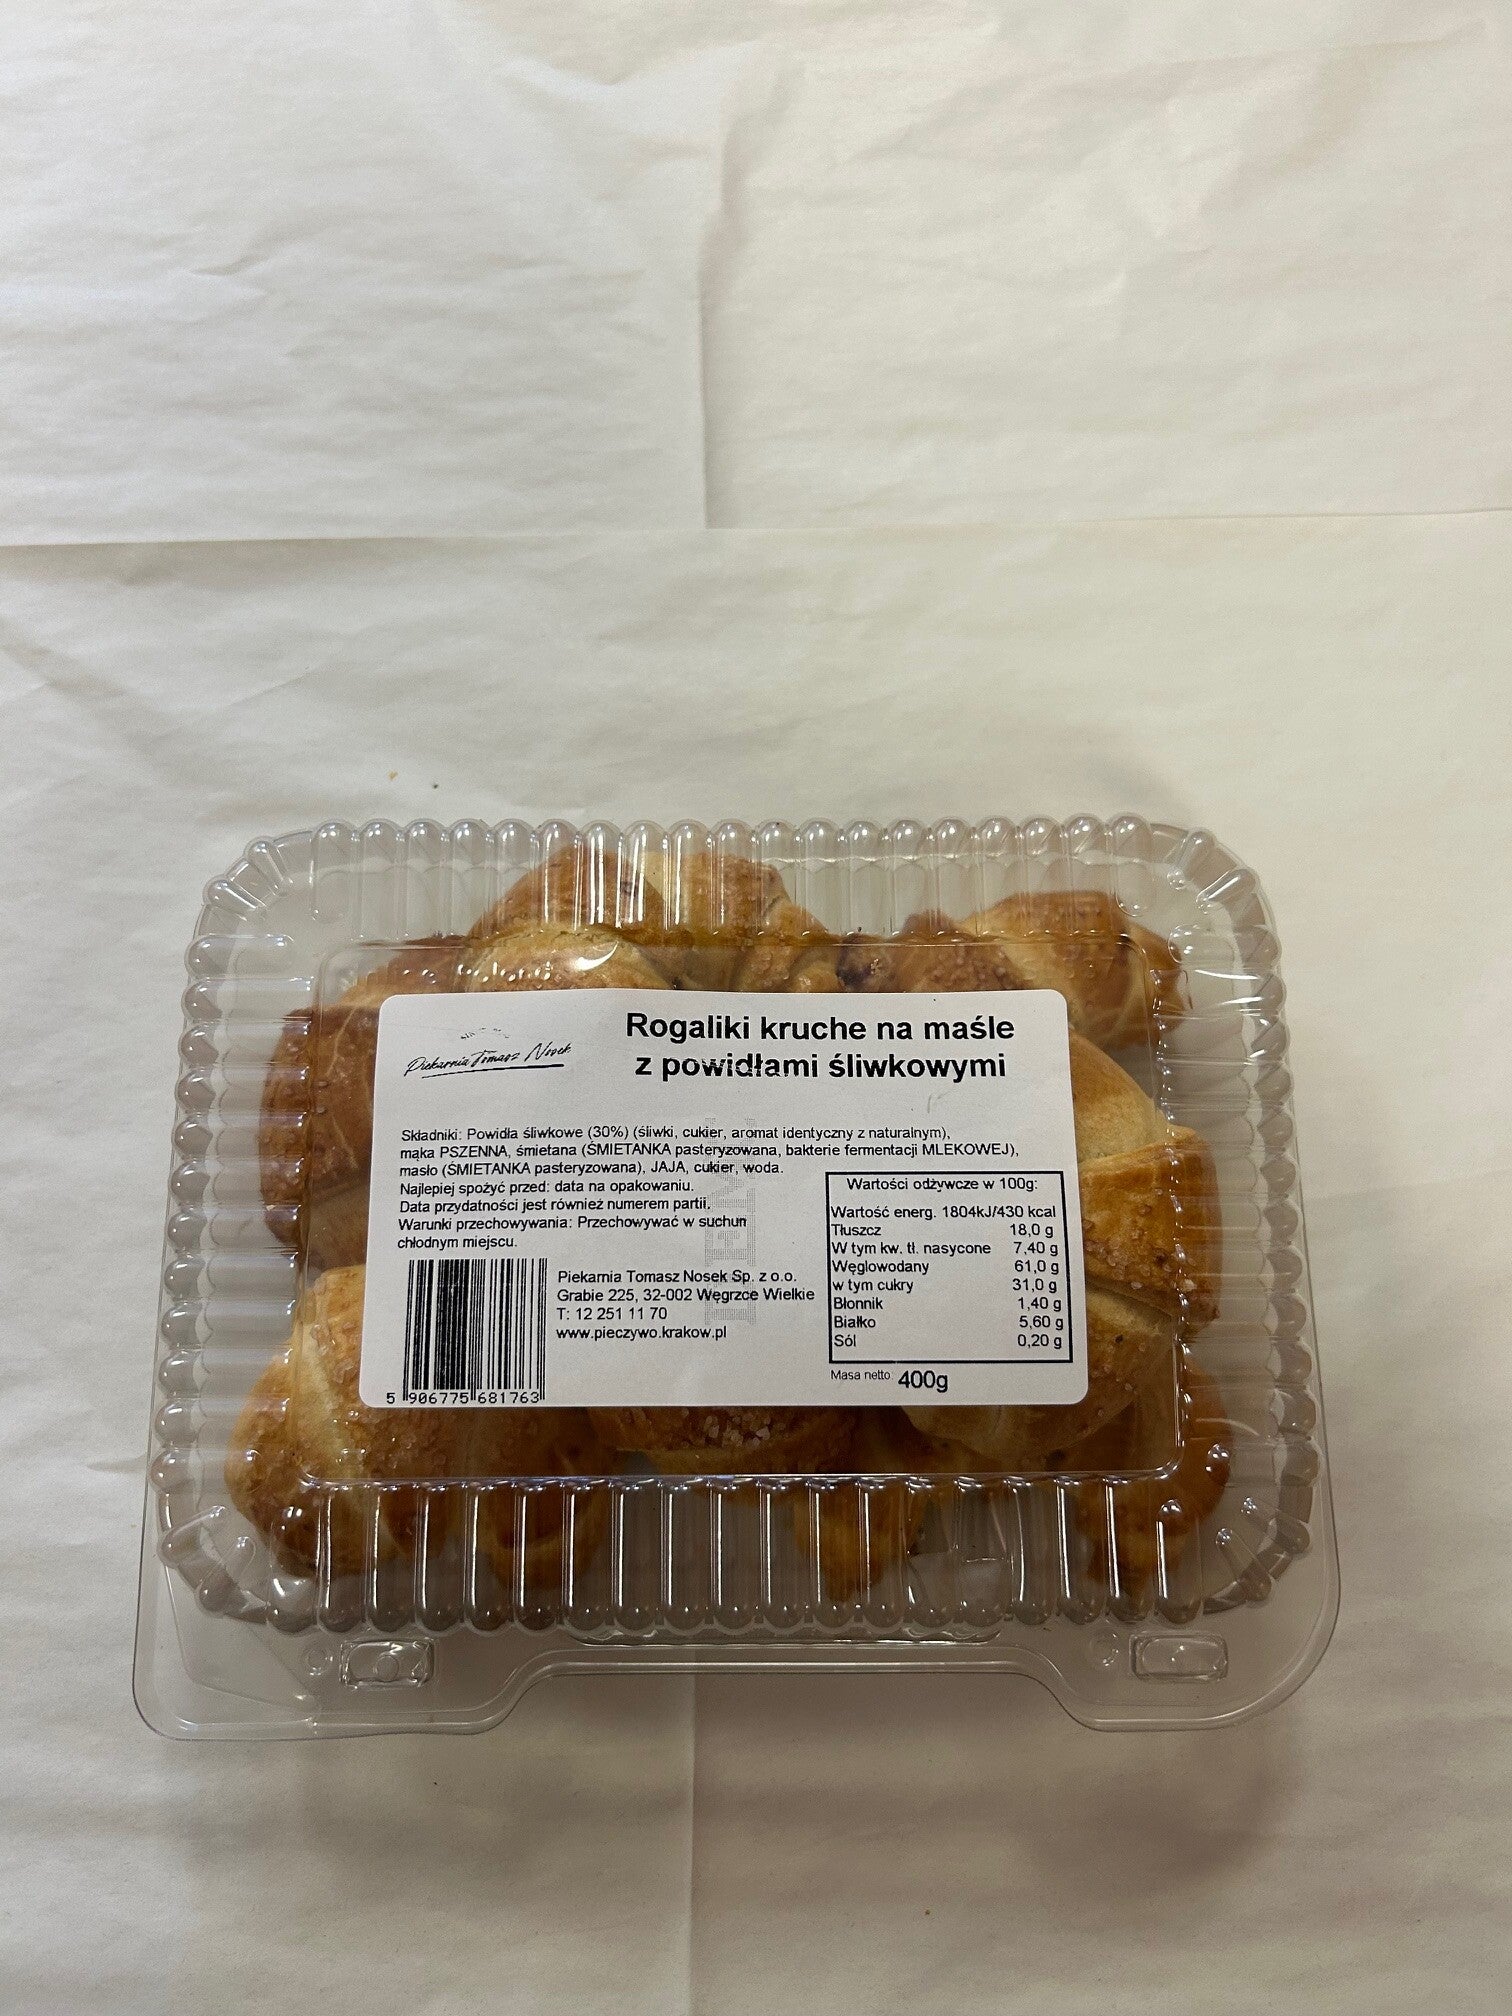 Piekarnia Tomasz Nosek
Rogaliki kruche na maśle
z powidłami śliwkowymi
Składniki: Powidła śliwkowe (30%) (śliwki, cukier, aromat identyczny z naturalnym),
mąka PSZENNA, śmietana (ŚMIETANKA pasteryzowana, bakterie fermentacji MLEKOWEJ),
masło (ŚMIETANKA pasteryzowana), JAJA, cukier, woda.
Najlepiej spożyć przed: data na opakowaniu.
Data przydatności jest również numerem partii.
Warunki przechowywania: Przechowywać w suchun
chłodnym miejscu.
Piekarnia Tomasz Nosek Sp. z o.o.
Grabie 225, 32-002 Węgrzce Wielkie
T: 12 251 11 70
www.pieczywo.krakow.pl
5 906775 681763
Wartości odżywcze w 100g:
Wartość energ. 1804kJ/430 kcal
Tłuszcz 18,0 g
W tym kw. tł. nasycone 7,40 g
Węglowodany 61,0 g
w tym cukry 31,0 g
Błonnik 1,40 g
Białko 5,60 g
Sól 0,20 g
Masa netto: 400g